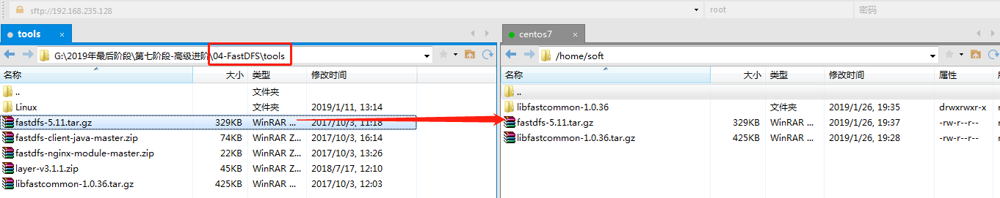 sftp://192.168.235.128 root 密码
tools × centos7 ×
G:\2019年最后阶段\第七阶段-高级进阶\04-FastDFS\tools /home/soft
名称 大小 类型 修改时间 名称 大小 类型 修改时间 属性
.. 文件夹 ..
Linux 文件夹 2019/1/11, 13:14 libfastcommon-1.0.36 文件夹 2019/1/26, 19:35 drwxrwxr-x
fastdfs-5.11.tar.gz 329KB WinRAR ... 2017/10/3, 11:18 fastdfs-5.11.tar.gz 329KB WinRAR ... 2019/1/26, 19:37 -rw-r--r--
fastdfs-client-java-master.zip 74KB WinRAR Z... 2017/10/3, 16:14 libfastcommon-1.0.36.tar.gz 425KB WinRAR ... 2019/1/26, 19:28 -rw-r--r--
fastdfs-nginx-module-master.zip 22KB WinRAR Z... 2017/10/3, 13:26
layer-v3.1.1.zip 45KB WinRAR Z... 2018/7/17, 12:10
libfastcommon-1.0.36.tar.gz 425KB WinRAR ... 2017/10/3, 12:03